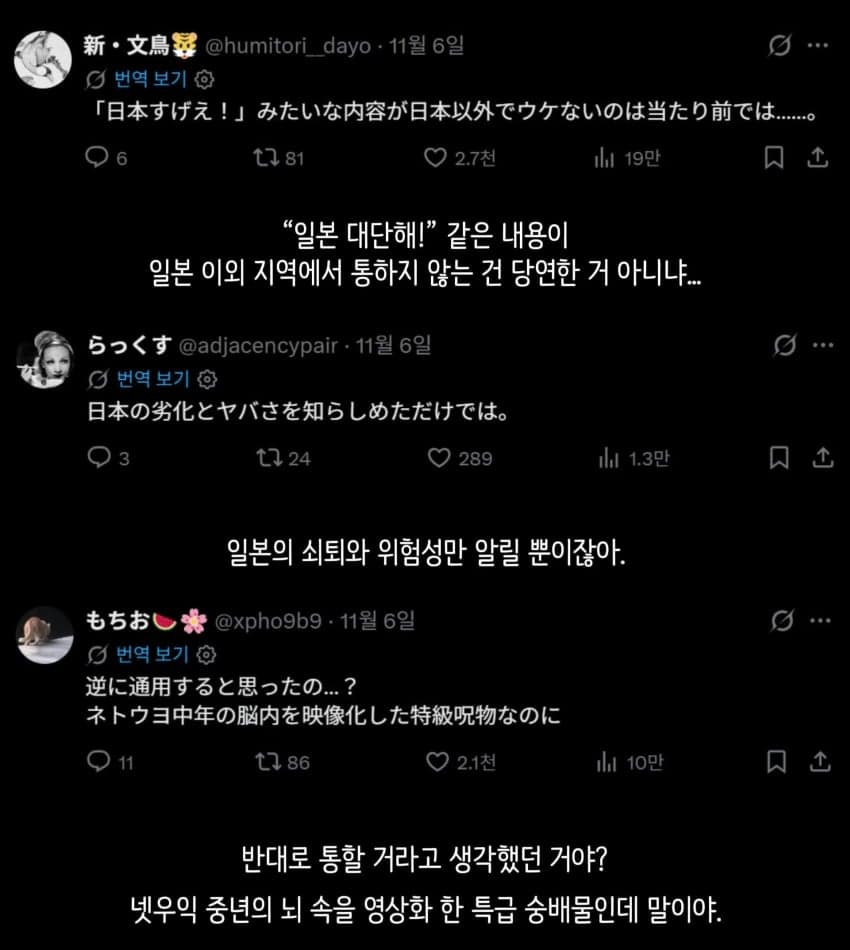 新・文鳥🐯 @humitori__dayo · 11월 6일
번역 보기
「日本すげえ！」みたいな内容が日本以外でウケないのは当たり前では......。
6 81 2.7천 19만
“일본 대단해!” 같은 내용이
일본 이외 지역에서 통하지 않는 건 당연한 거 아니냐...
らっくす @adjacencypair · 11월 6일
번역 보기
日本の劣化とヤバさを知らしめただけでは。
3 24 289 1.3만
일본의 쇠퇴와 위험성만 알릴 뿐이잖아.
もちお🍉🌸 @xpho9b9 · 11월 6일
번역 보기
逆に通用すると思ったの...？
ネトウヨ中年の脳内を映像化した特級呪物なのに
11 86 2.1천 10만
반대로 통할 거라고 생각했던 거야?
넷우익 중년의 뇌 속을 영상화 한 특급 숭배물인데 말이야.